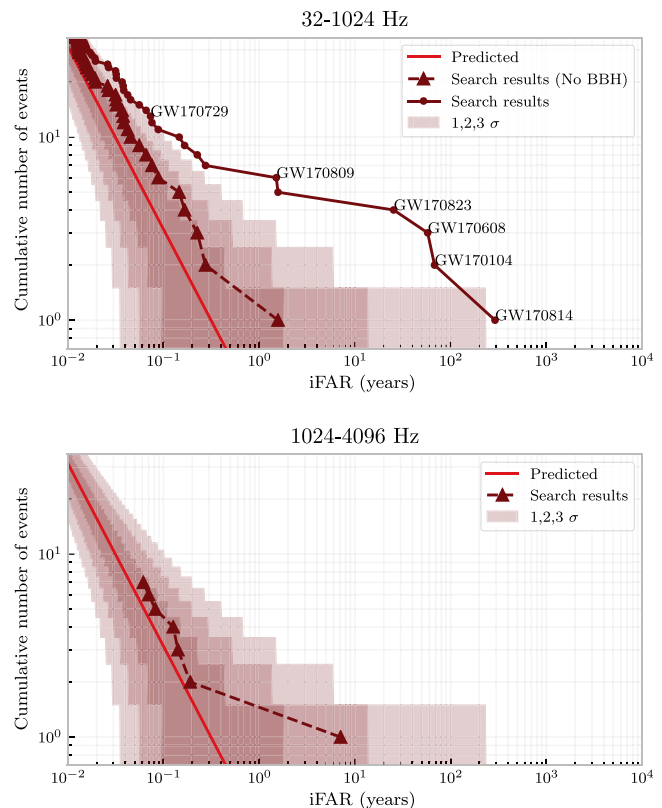 32-1024 Hz
Predicted
Search results (No BBH)
Search results
1,2,3 σ
GW170729
GW170809
GW170823
GW170608
GW170104
GW170814
Cumulative number of events
10¹
10⁰
10⁻² 10⁻¹ 10⁰ 10¹ 10² 10³ 10⁴
iFAR (years)
1024-4096 Hz
Predicted
Search results
1,2,3 σ
Cumulative number of events
10¹
10⁰
10⁻² 10⁻¹ 10⁰ 10¹ 10² 10³ 10⁴
iFAR (years)